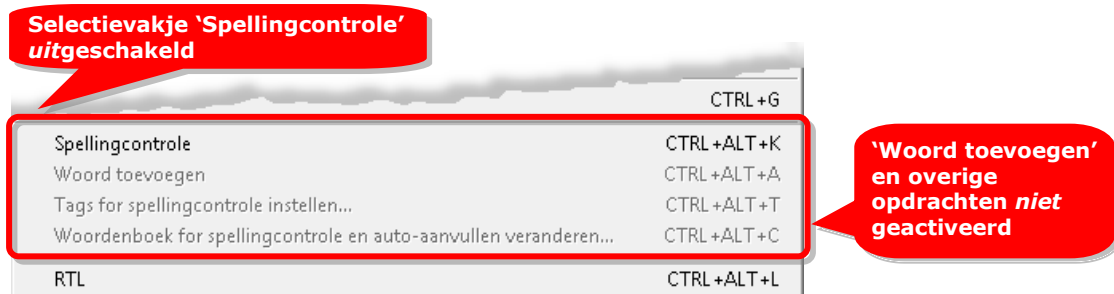 Selectievakje ‘Spellingcontrole’
uitgeschakeld
CTRL+G
Spellingcontrole CTRL+ALT+K
Woord toevoegen CTRL+ALT+A
Tags for spellingcontrole instellen... CTRL+ALT+T
Woordenboek for spellingcontrole en auto-aanvullen veranderen... CTRL+ALT+C
RTL CTRL+ALT+L
‘Woord toevoegen’
en overige
opdrachten niet
geactiveerd